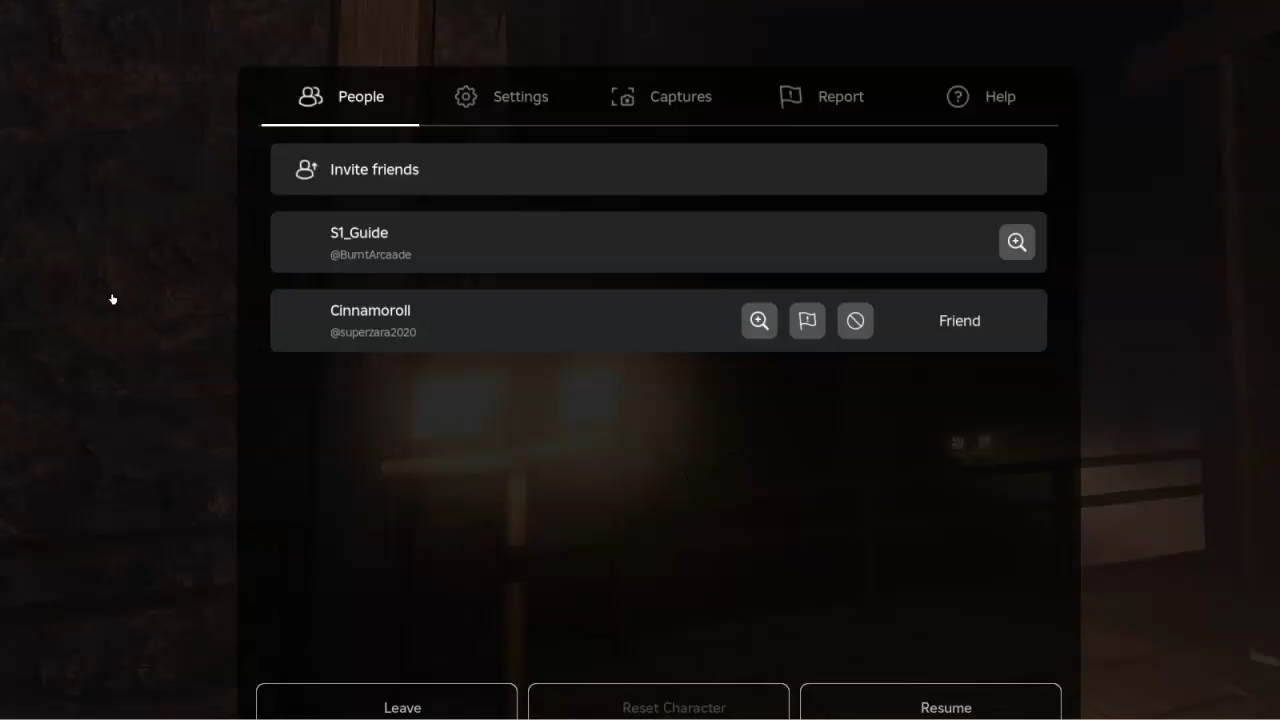 People
Settings
Captures
Report
Help
Invite friends
S1_Guide
@BurntArcaade
Cinnamoroll
@superzara2020
Friend
Leave
Reset Character
Resume